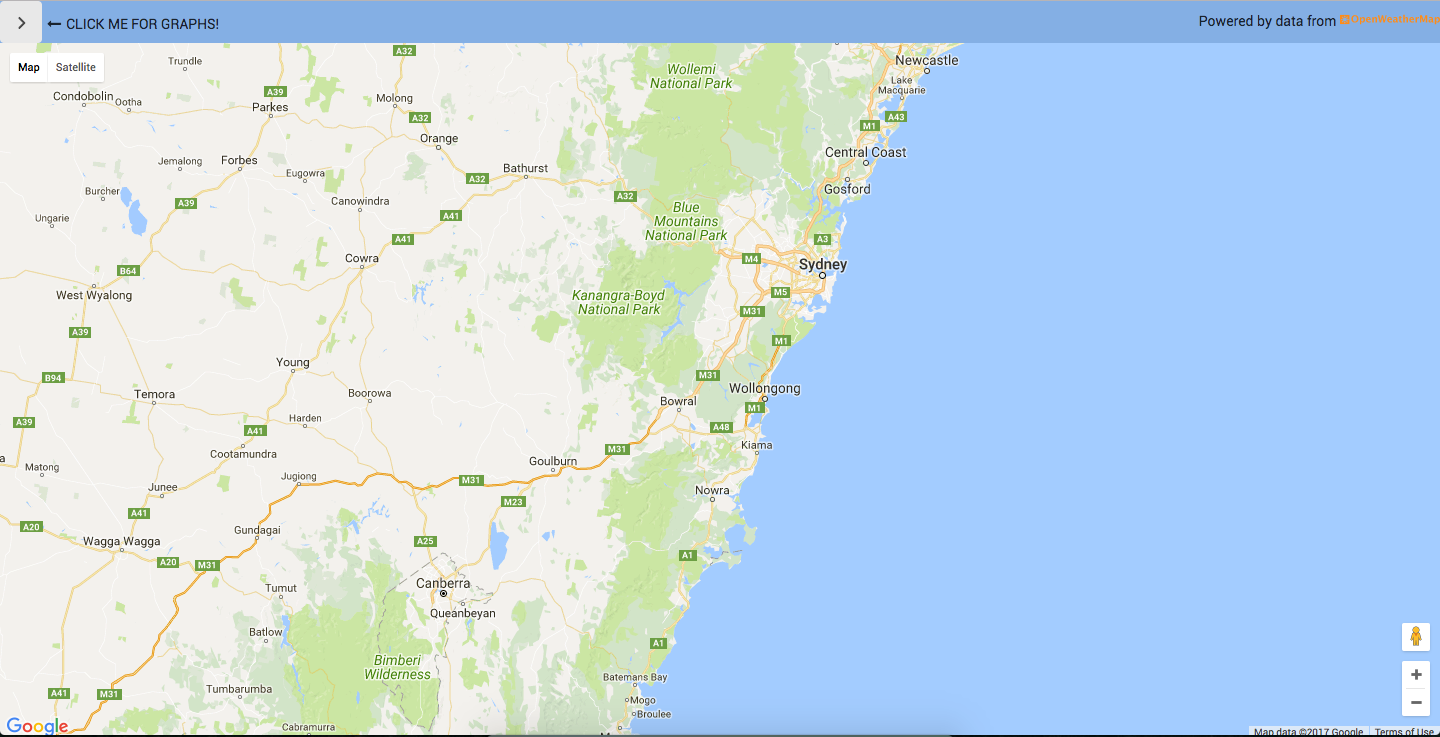 ← CLICK ME FOR GRAPHS!
Powered by data from OpenWeatherMap
Map
Satellite
A32
Trundle
Wollemi
National Park
Newcastle
Lake
Macquarie
Condobolin
Ootha
A39
Parkes
Molong
A32
A43
M1
Orange
Central Coast
Jemalong
Forbes
Eugowra
Bathurst
A32
A32
Gosford
Burcher
A39
Canowindra
Ungarie
A41
Blue
Mountains
National Park
A41
A3
Cowra
B64
M4
Sydney
West Wyalong
Kanangra-Boyd
National Park
M5
M31
A39
M1
Young
B94
M31
Temora
Boorowa
Wollongong
Bowral
M1
Harden
A39
A41
A48
Cootamundra
M31
Kiama
a
Matong
Goulburn
Jugiong
M31
Junee
Nowra
M23
A41
A20
Gundagai
Wagga Wagga
A25
A1
A20
M31
Canberra
Tumut
Queanbeyan
Batlow
A1
Bimberi
Wilderness
Batemans Bay
Tumbarumba
A41
M31
Mogo
Broulee
Google
Cabramurra
Map data ©2017 Google
Terms of Use